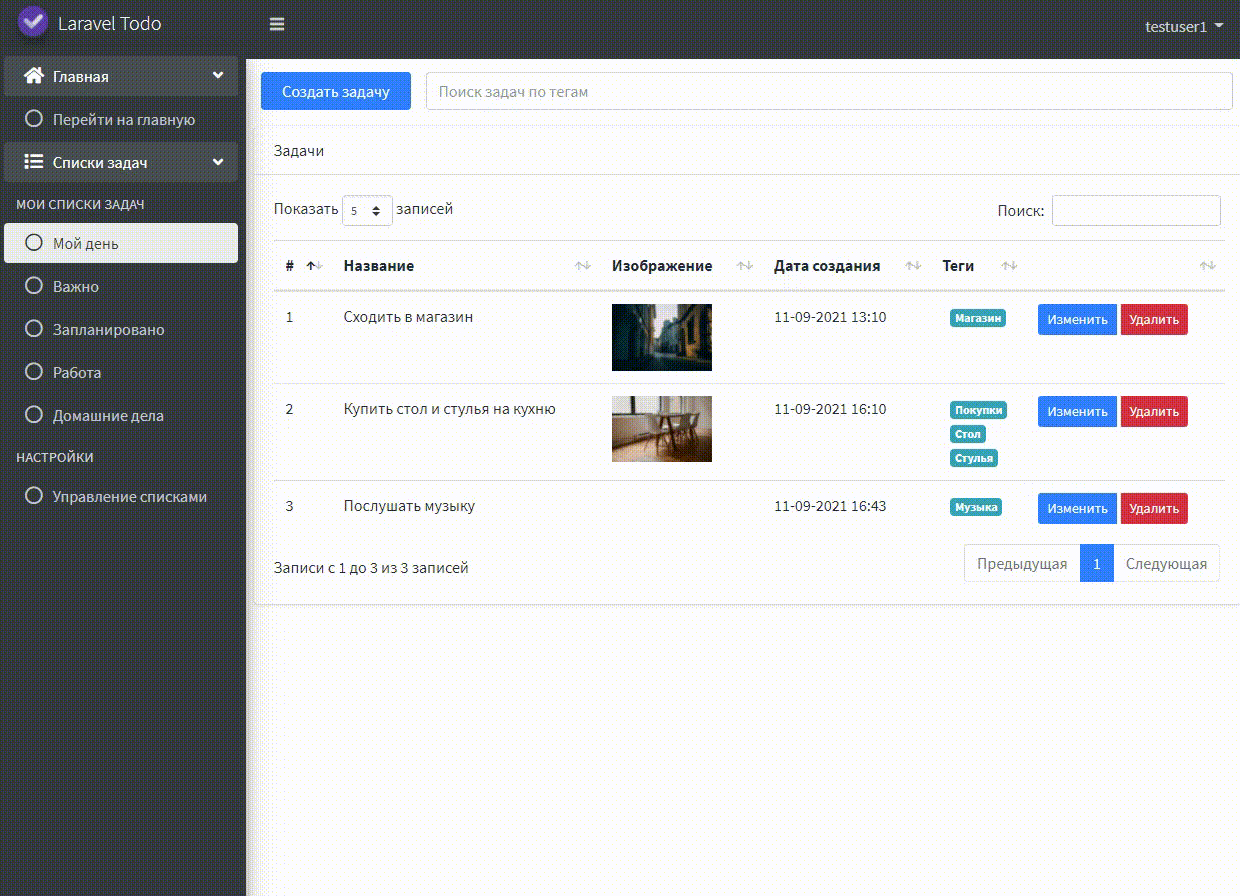 Laravel Todo
testuser1
Главная
Перейти на главную
Списки задач
МОИ СПИСКИ ЗАДАЧ
Мой день
Важно
Запланировано
Работа
Домашние дела
НАСТРОЙКИ
Управление списками
Создать задачу
Поиск задач по тегам
Задачи
Показать 5 записей
Поиск:
# Название Изображение Дата создания Теги
1 Сходить в магазин 11-09-2021 13:10 Магазин Изменить Удалить
2 Купить стол и стулья на кухню 11-09-2021 16:10 Покупки Изменить Удалить
Стол
Стулья
3 Послушать музыку 11-09-2021 16:43 Музыка Изменить Удалить
Записи с 1 до 3 из 3 записей
Предыдущая 1 Следующая